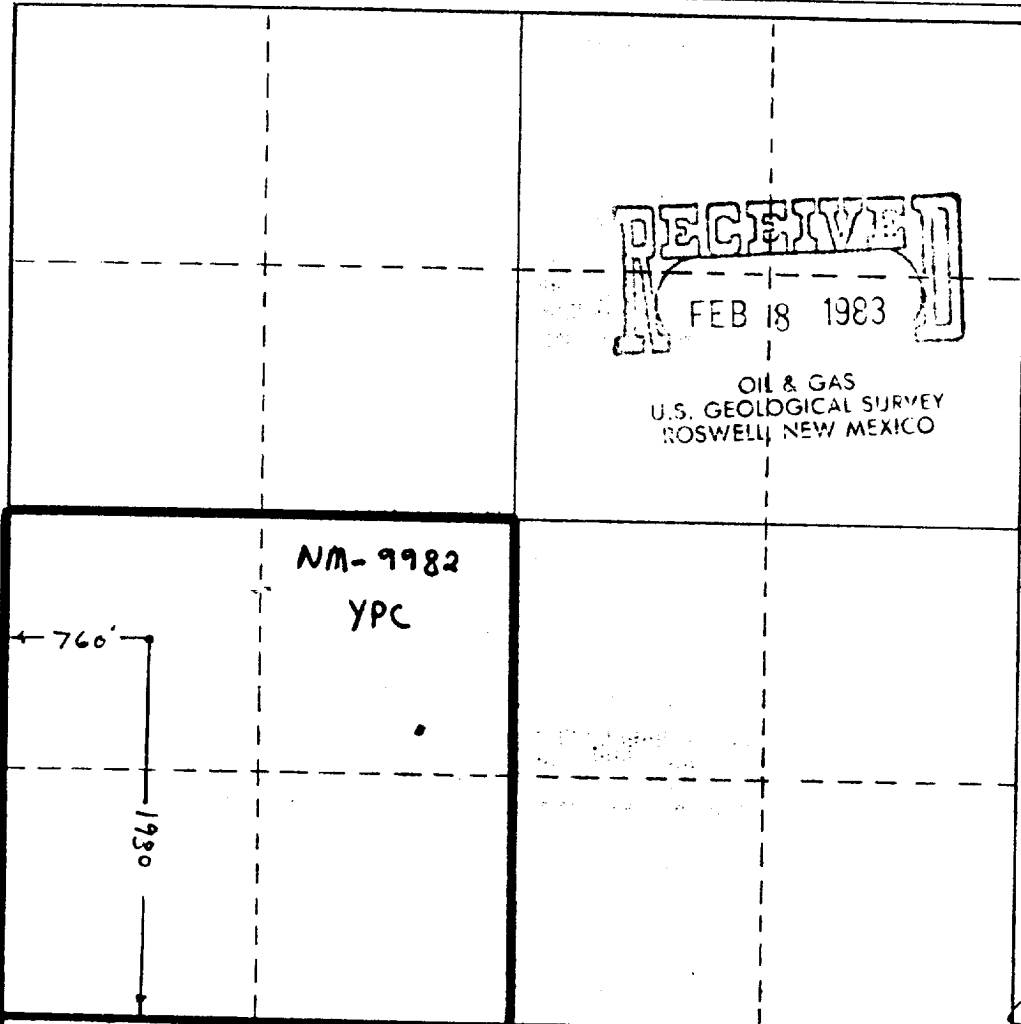 RECEIVED
FEB 18 1983
OIL & GAS
U.S. GEOLOGICAL SURVEY
ROSWELL, NEW MEXICO
NM-9982
YPC
760'
1980